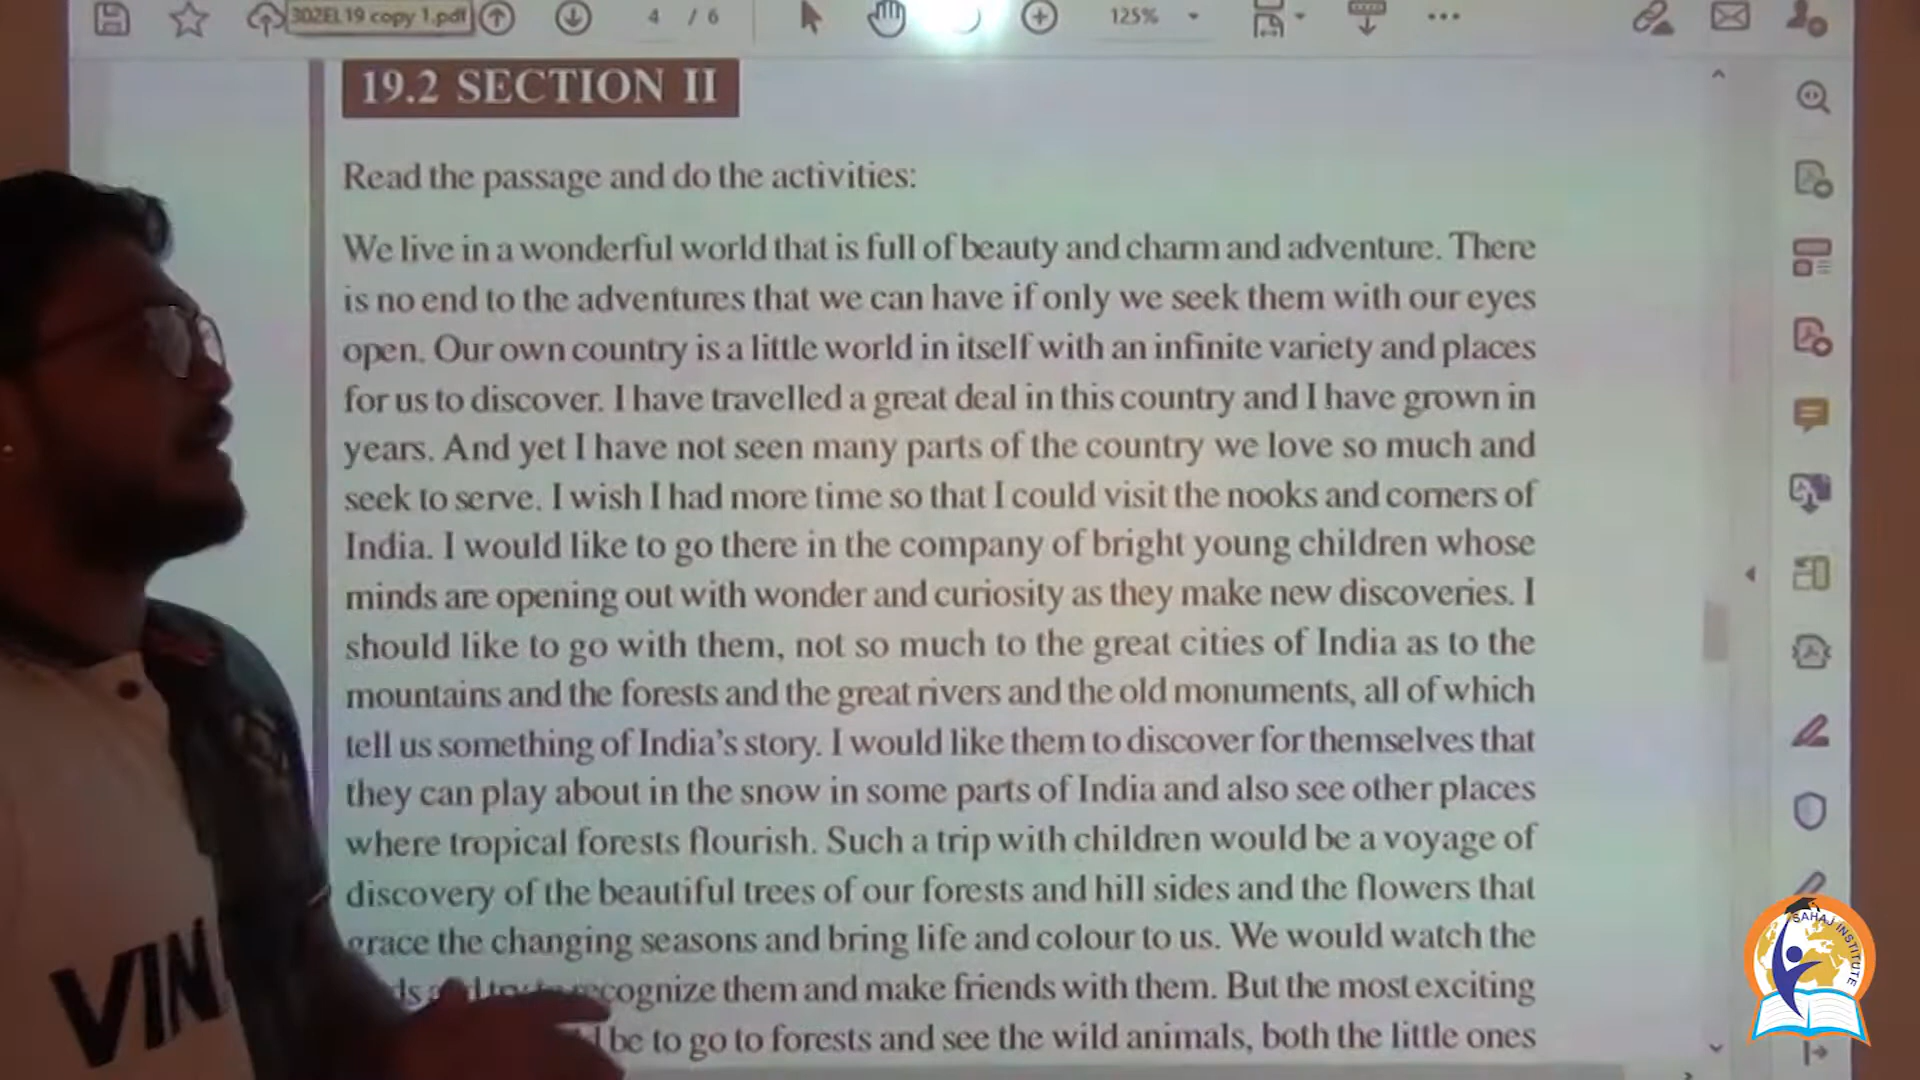 302EL19 copy 1.pdf
4 / 6
125%
19.2 SECTION II
Read the passage and do the activities:
We live in a wonderful world that is full of beauty and charm and adventure. There
is no end to the adventures that we can have if only we seek them with our eyes
open. Our own country is a little world in itself with an infinite variety and places
for us to discover. I have travelled a great deal in this country and I have grown in
years. And yet I have not seen many parts of the country we love so much and
seek to serve. I wish I had more time so that I could visit the nooks and corners of
India. I would like to go there in the company of bright young children whose
minds are opening out with wonder and curiosity as they make new discoveries. I
should like to go with them, not so much to the great cities of India as to the
mountains and the forests and the great rivers and the old monuments, all of which
tell us something of India's story. I would like them to discover for themselves that
they can play about in the snow in some parts of India and also see other places
where tropical forests flourish. Such a trip with children would be a voyage of
discovery of the beautiful trees of our forests and hill sides and the flowers that
grace the changing seasons and bring life and colour to us. We would watch the
recognize them and make friends with them. But the most exciting
be to go to forests and see the wild animals, both the little ones
VIN
SAHAJ INSTITUTE